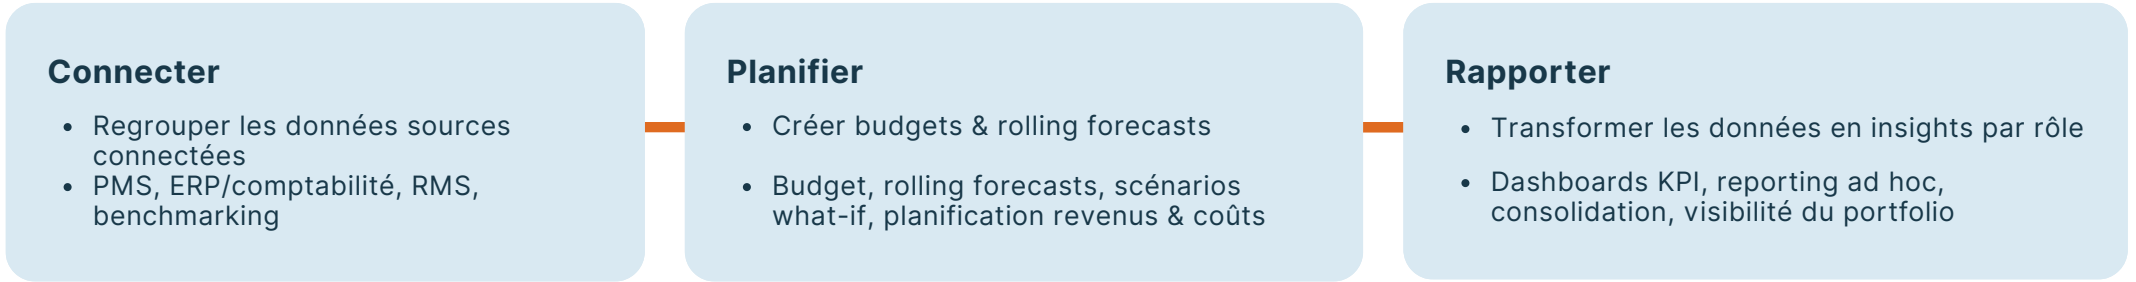 Connecter
• Regrouper les données sources
connectées
• PMS, ERP/comptabilité, RMS,
benchmarking
Planifier
• Créer budgets & rolling forecasts
• Budget, rolling forecasts, scénarios
what-if, planification revenus & coûts
Rapporter
• Transformer les données en insights par rôle
• Dashboards KPI, reporting ad hoc,
consolidation, visibilité du portfolio